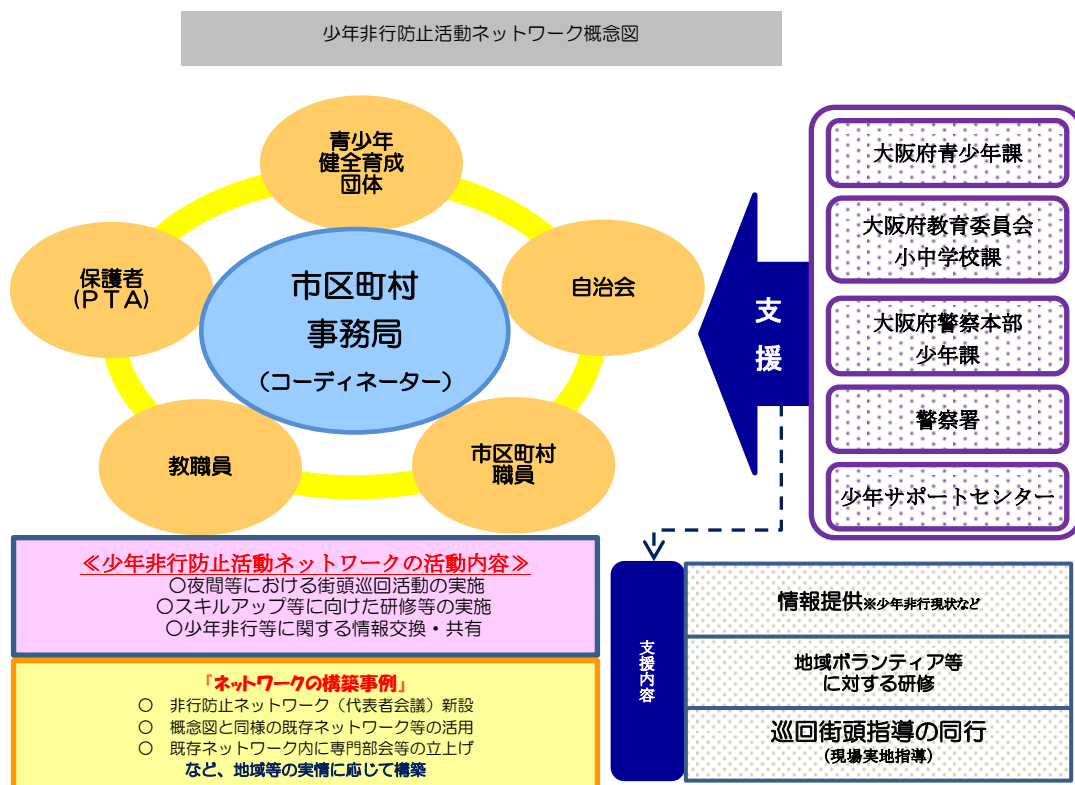 少年非行防止活動ネットワーク概念図
青少年
健全育成
団体
保護者
(ＰＴＡ)
市区町村
事務局
（コーディネーター）
自治会
教職員
市区町村
職員
支
援
大阪府青少年課
大阪府教育委員会
小中学校課
大阪府警察本部
少年課
警察署
少年サポートセンター
≪少年非行防止活動ネットワークの活動内容≫
〇夜間等における街頭巡回活動の実施
〇スキルアップ等に向けた研修等の実施
〇少年非行等に関する情報交換・共有
『ネットワークの構築事例』
〇　非行防止ネットワーク（代表者会議）新設
〇　概念図と同様の既存ネットワーク等の活用
〇　既存ネットワーク内に専門部会等の立上げ
など、地域等の実情に応じて構築
支援内容
情報提供※少年非行現状など
地域ボランティア等
に対する研修
巡回街頭指導の同行
（現場実地指導）